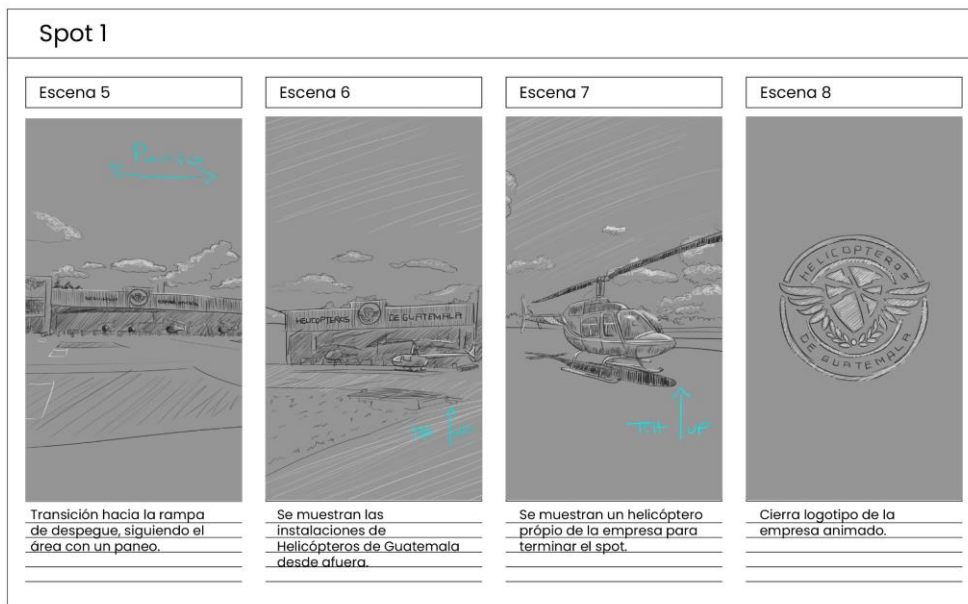 Spot 1
Escena 5
Escena 6
Escena 7
Escena 8
Paneo
HELICOPTEROS DE GUATEMALA
HELICOPTEROS
DE GUATEMALA
UP
Transición hacia la rampa
de despegue, siguiendo el
área con un paneo.
Se muestran las
instalaciones de
Helicópteros de Guatemala
desde afuera.
Se muestran un helicóptero
própio de la empresa para
terminar el spot.
Cierra logotipo de la
empresa animado.